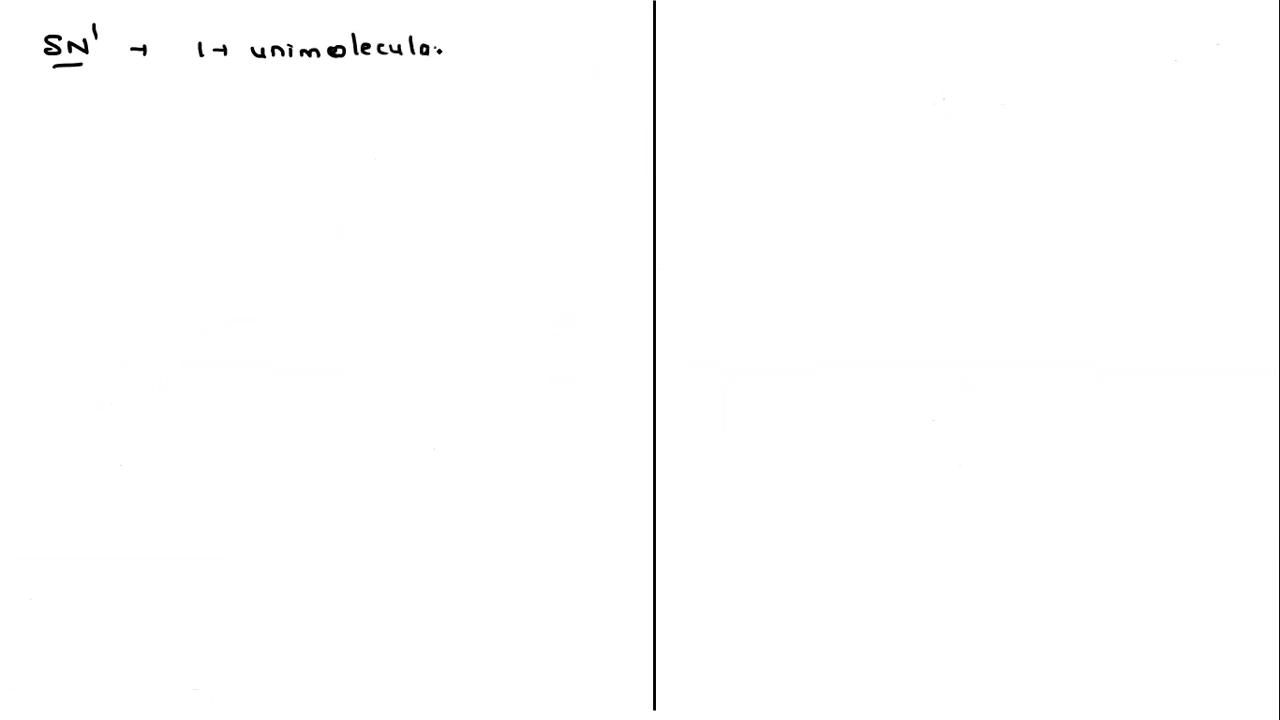 SN¹ → 1→ unimolecula.